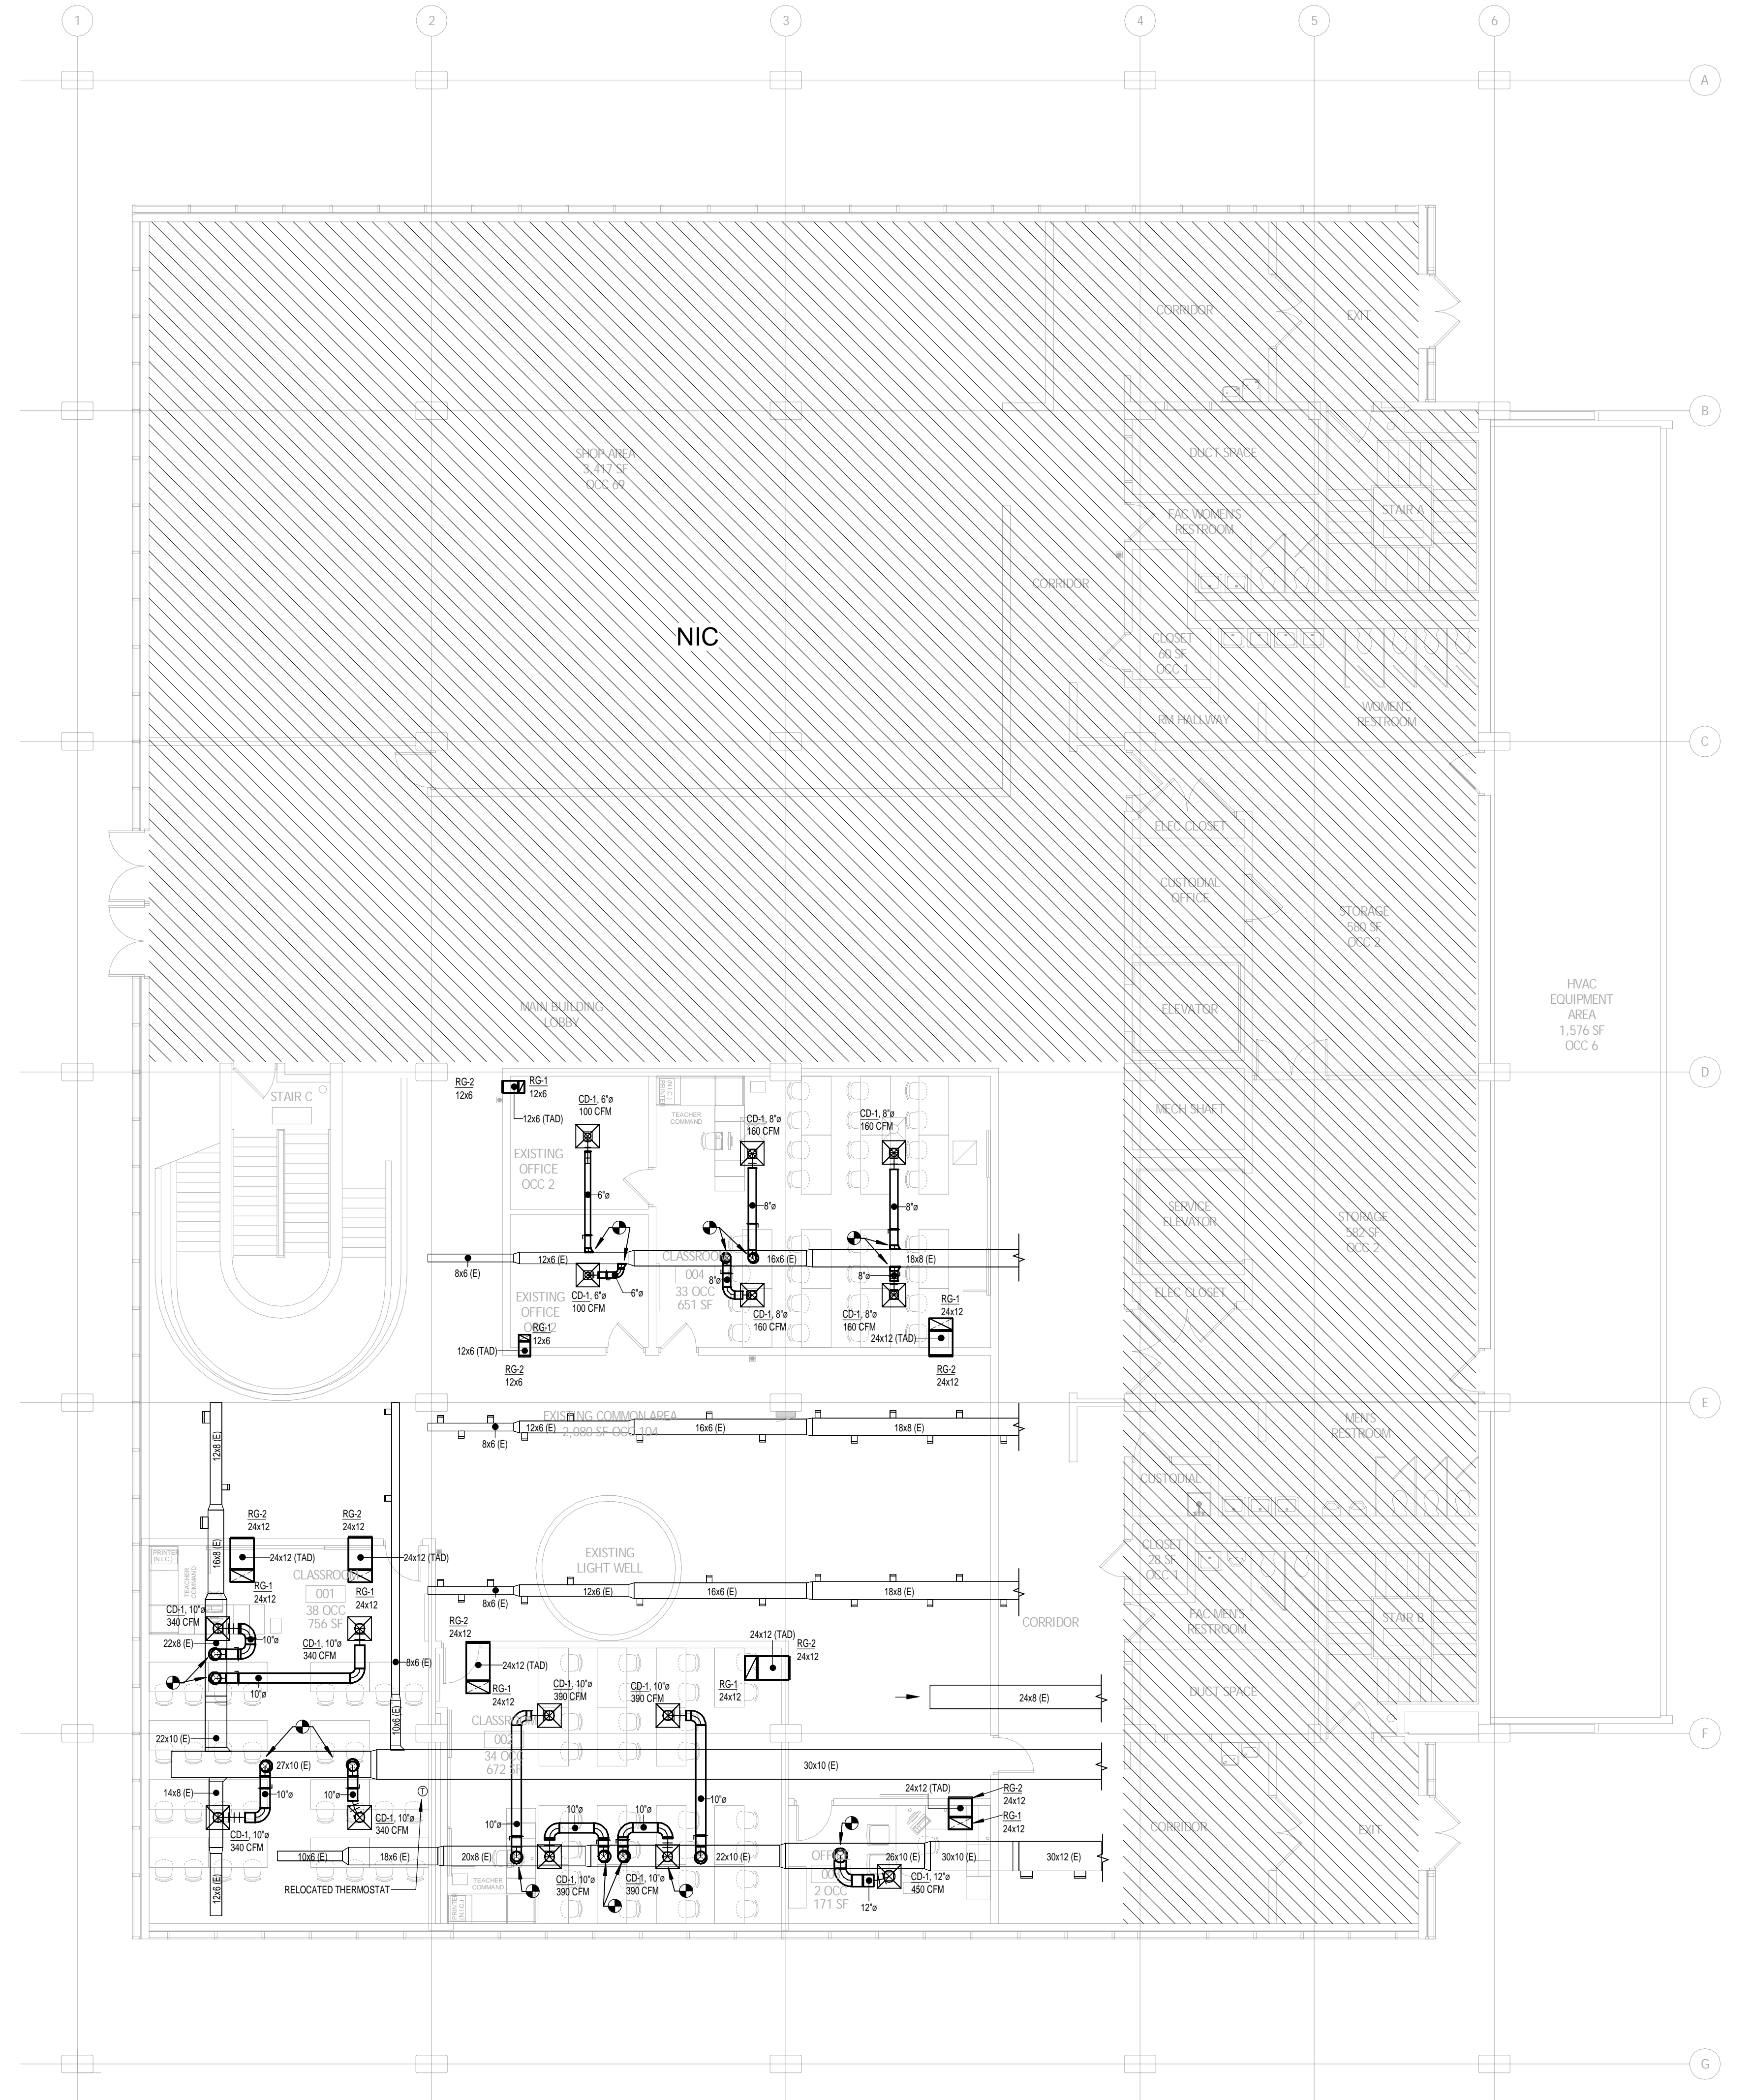 1
2
3
4
5
6
A
B
C
D
E
F
G
CORRIDOR
EXIT
SHOP AREA
3,417 SF
OCC 69
DUCT SPACE
STAIR A
FAC WOMEN'S
RESTROOM
CORRIDOR
NIC
CLOSET
60 SF
OCC 1
RM HALLWAY
WOMEN'S
RESTROOM
ELEC CLOSET
CUSTODIAL
OFFICE
STORAGE
580 SF
OCC 2
MAIN BUILDING
LOBBY
ELEVATOR
HVAC
EQUIPMENT
AREA
1,576 SF
OCC 6
STAIR C
RG-2
12x6
RG-1
12x6
12x6 (TAD)
CD-1, 6"ø
100 CFM
PRINTER
(N.I.C.)
TEACHER
COMMAND
CD-1, 8"ø
160 CFM
CD-1, 8"ø
160 CFM
MECH SHAFT
EXISTING
OFFICE
OCC 2
6"ø
8"ø
8"ø
SERVICE
ELEVATOR
STORAGE
582 SF
OCC 2
8x6 (E)
12x6 (E)
CLASSROOM
004
33 OCC
651 SF
16x6 (E)
18x8 (E)
8"ø
8"ø
6"ø
EXISTING
OFFICE
CD-1, 6"ø
100 CFM
CD-1, 8"ø
160 CFM
CD-1, 8"ø
160 CFM
RG-1
24x12
24x12 (TAD)
RG-2
24x12
ELEC CLOSET
RG-1
12x6
12x6 (TAD)
RG-2
12x6
EXISTING COMMON AREA
2,080 SF OCC 104
8x6 (E)
12x6 (E)
16x6 (E)
18x8 (E)
MEN'S
RESTROOM
CUSTODIAL
CLOSET
28 SF
OCC 1
12x8 (E)
16x8 (E)
RG-2
24x12
24x12 (TAD)
RG-1
24x12
RG-2
24x12
24x12 (TAD)
RG-1
24x12
PRINTER
(N.I.C.)
TEACHER
COMMAND
CLASSROOM
001
38 OCC
756 SF
EXISTING
LIGHT WELL
8x6 (E)
12x6 (E)
16x6 (E)
18x8 (E)
CORRIDOR
FAC MEN'S
RESTROOM
STAIR B
CD-1, 10"ø
340 CFM
22x8 (E)
10"ø
CD-1, 10"ø
340 CFM
10"ø
8x6 (E)
10x6 (E)
RG-2
24x12
24x12 (TAD)
RG-1
24x12
24x12 (TAD)
RG-2
24x12
RG-1
24x12
CD-1, 10"ø
390 CFM
CD-1, 10"ø
390 CFM
DUCT SPACE
24x8 (E)
22x10 (E)
CLASSROOM
002
34 OCC
672 SF
27x10 (E)
30x10 (E)
14x8 (E)
10"ø
10"ø
T
10"ø
24x12 (TAD)
RG-2
24x12
RG-1
24x12
CD-1, 10"ø
340 CFM
CD-1, 10"ø
340 CFM
10"ø
10"ø
10"ø
CORRIDOR
EXIT
10x6 (E)
18x6 (E)
20x8 (E)
22x10 (E)
26x10 (E)
30x10 (E)
30x12 (E)
12x6 (E)
RELOCATED THERMOSTAT
TEACHER
COMMAND
PRINTER
(N.I.C.)
CD-1, 10"ø
390 CFM
CD-1, 10"ø
390 CFM
2 OCC
171 SF
CD-1, 12"ø
450 CFM
12"ø